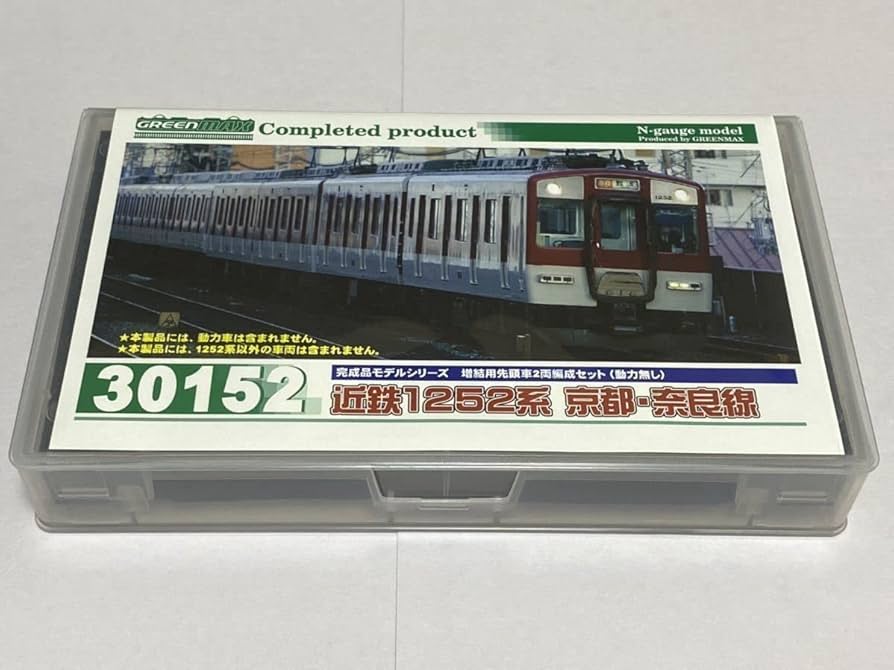 GREENMAX Completed product
N-gauge model
Produced by GREENMAX
1252
★本製品には、動力車は含まれません。
★本製品には、1252系以外の車両は含まれません。
30152
完成品モデルシリーズ 増結用先頭車2両編成セット(動力無し)
近鉄1252系 京都・奈良線